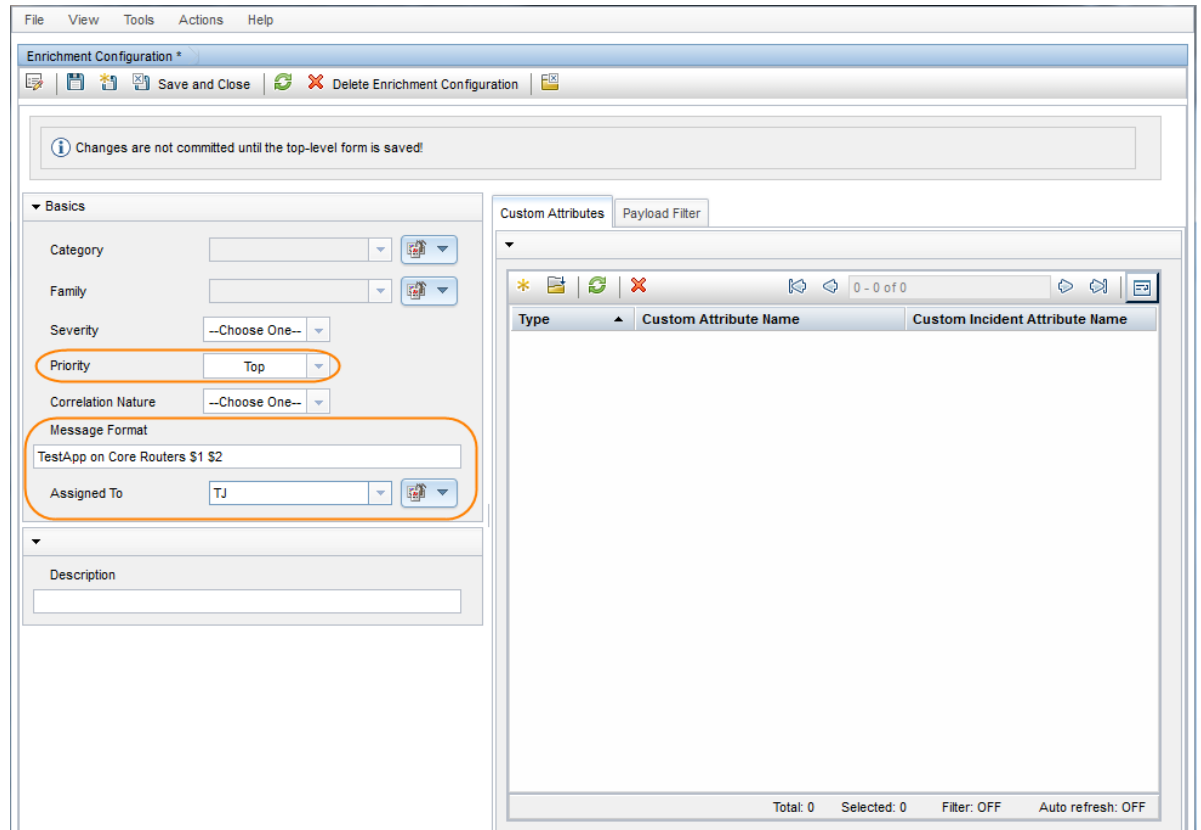 File View Tools Actions Help
Enrichment Configuration *
Save and Close Delete Enrichment Configuration
Changes are not committed until the top-level form is saved!
Basics
Category
Family
Severity --Choose One--
Priority Top
Correlation Nature --Choose One--
Message Format
TestApp on Core Routers $1 $2
Assigned To TJ
Description
Custom Attributes Payload Filter
0 - 0 of 0
Type Custom Attribute Name Custom Incident Attribute Name
Total: 0 Selected: 0 Filter: OFF Auto refresh: OFF